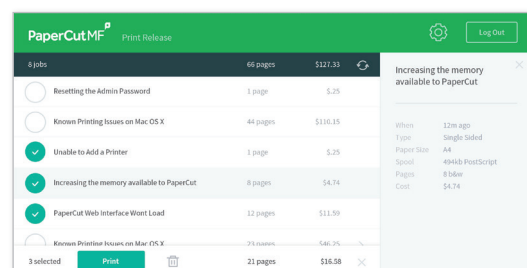 PaperCutMF P Print Release
Log Out
8 jobs 66 pages $127.33
Resetting the Admin Password 1 page $.25
Known Printing Issues on Mac OS X 44 pages $110.15
Unable to Add a Printer 1 page $.25
Increasing the memory available to PaperCut 8 pages $4.74
PaperCut Web Interface Wont Load 12 pages $11.59
Known Printing Issues on Mac OS X 23 pages $46.25
3 selected Print 21 pages $16.58
Increasing the memory
available to PaperCut
When 12m ago
Type Single Sided
Paper Size A4
Spool 494kb PostScript
Pages 8 b&w
Cost $4.74